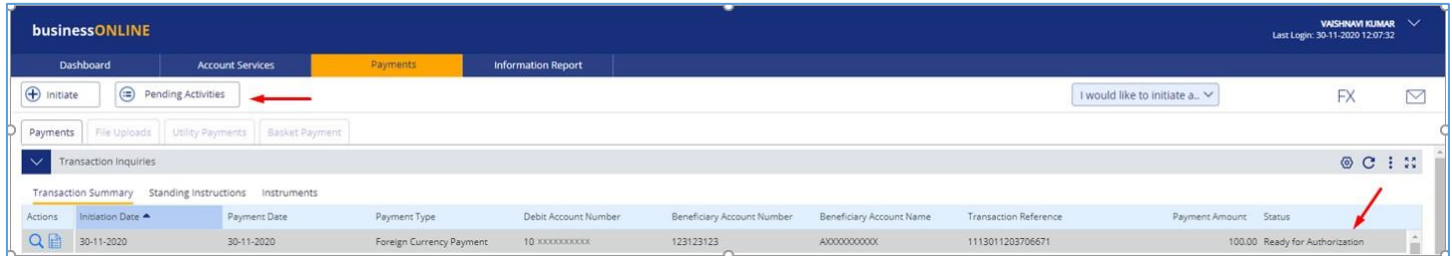 businessONLINE
VAISHNAVI KUMAR
Last Login: 30-11-2020 12:07:32
Dashboard Account Services Payments Information Report
Initiate Pending Activities I would like to initiate a.. FX
Payments File Uploads Utility Payments Basket Payment
Transaction Inquiries
Transaction Summary Standing Instructions Instruments
Actions Initiation Date Payment Date Payment Type Debit Account Number Beneficiary Account Number Beneficiary Account Name Transaction Reference Payment Amount Status
30-11-2020 30-11-2020 Foreign Currency Payment 10 XXXXXXXXXX 123123123 AXXXXXXXXXX 1113011203706671 100.00 Ready for Authorization